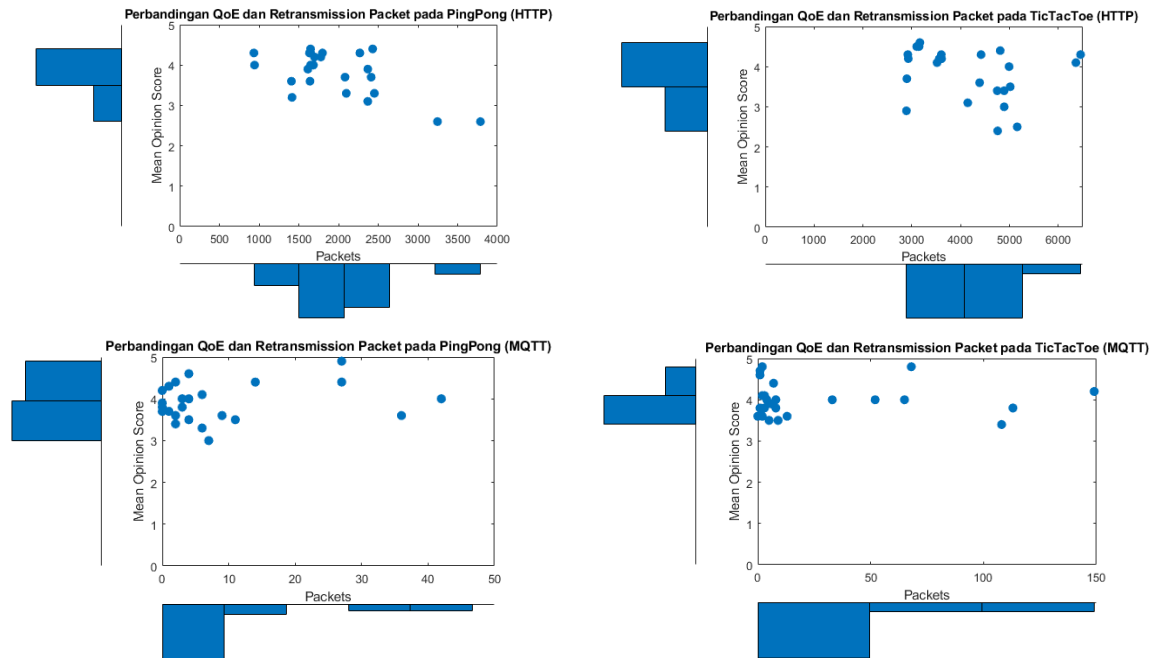 Perbandingan QoE dan Retransmission Packet pada PingPong (HTTP)
5
4
3
2
1
0
Mean Opinion Score
0 500 1000 1500 2000 2500 3000 3500 4000
Packets
Perbandingan QoE dan Retransmission Packet pada TicTacToe (HTTP)
5
4
3
2
1
0
Mean Opinion Score
0 1000 2000 3000 4000 5000 6000
Packets
Perbandingan QoE dan Retransmission Packet pada PingPong (MQTT)
5
4
3
2
1
0
Mean Opinion Score
0 10 20 30 40 50
Packets
Perbandingan QoE dan Retransmission Packet pada TicTacToe (MQTT)
5
4
3
2
1
0
Mean Opinion Score
0 50 100 150
Packets